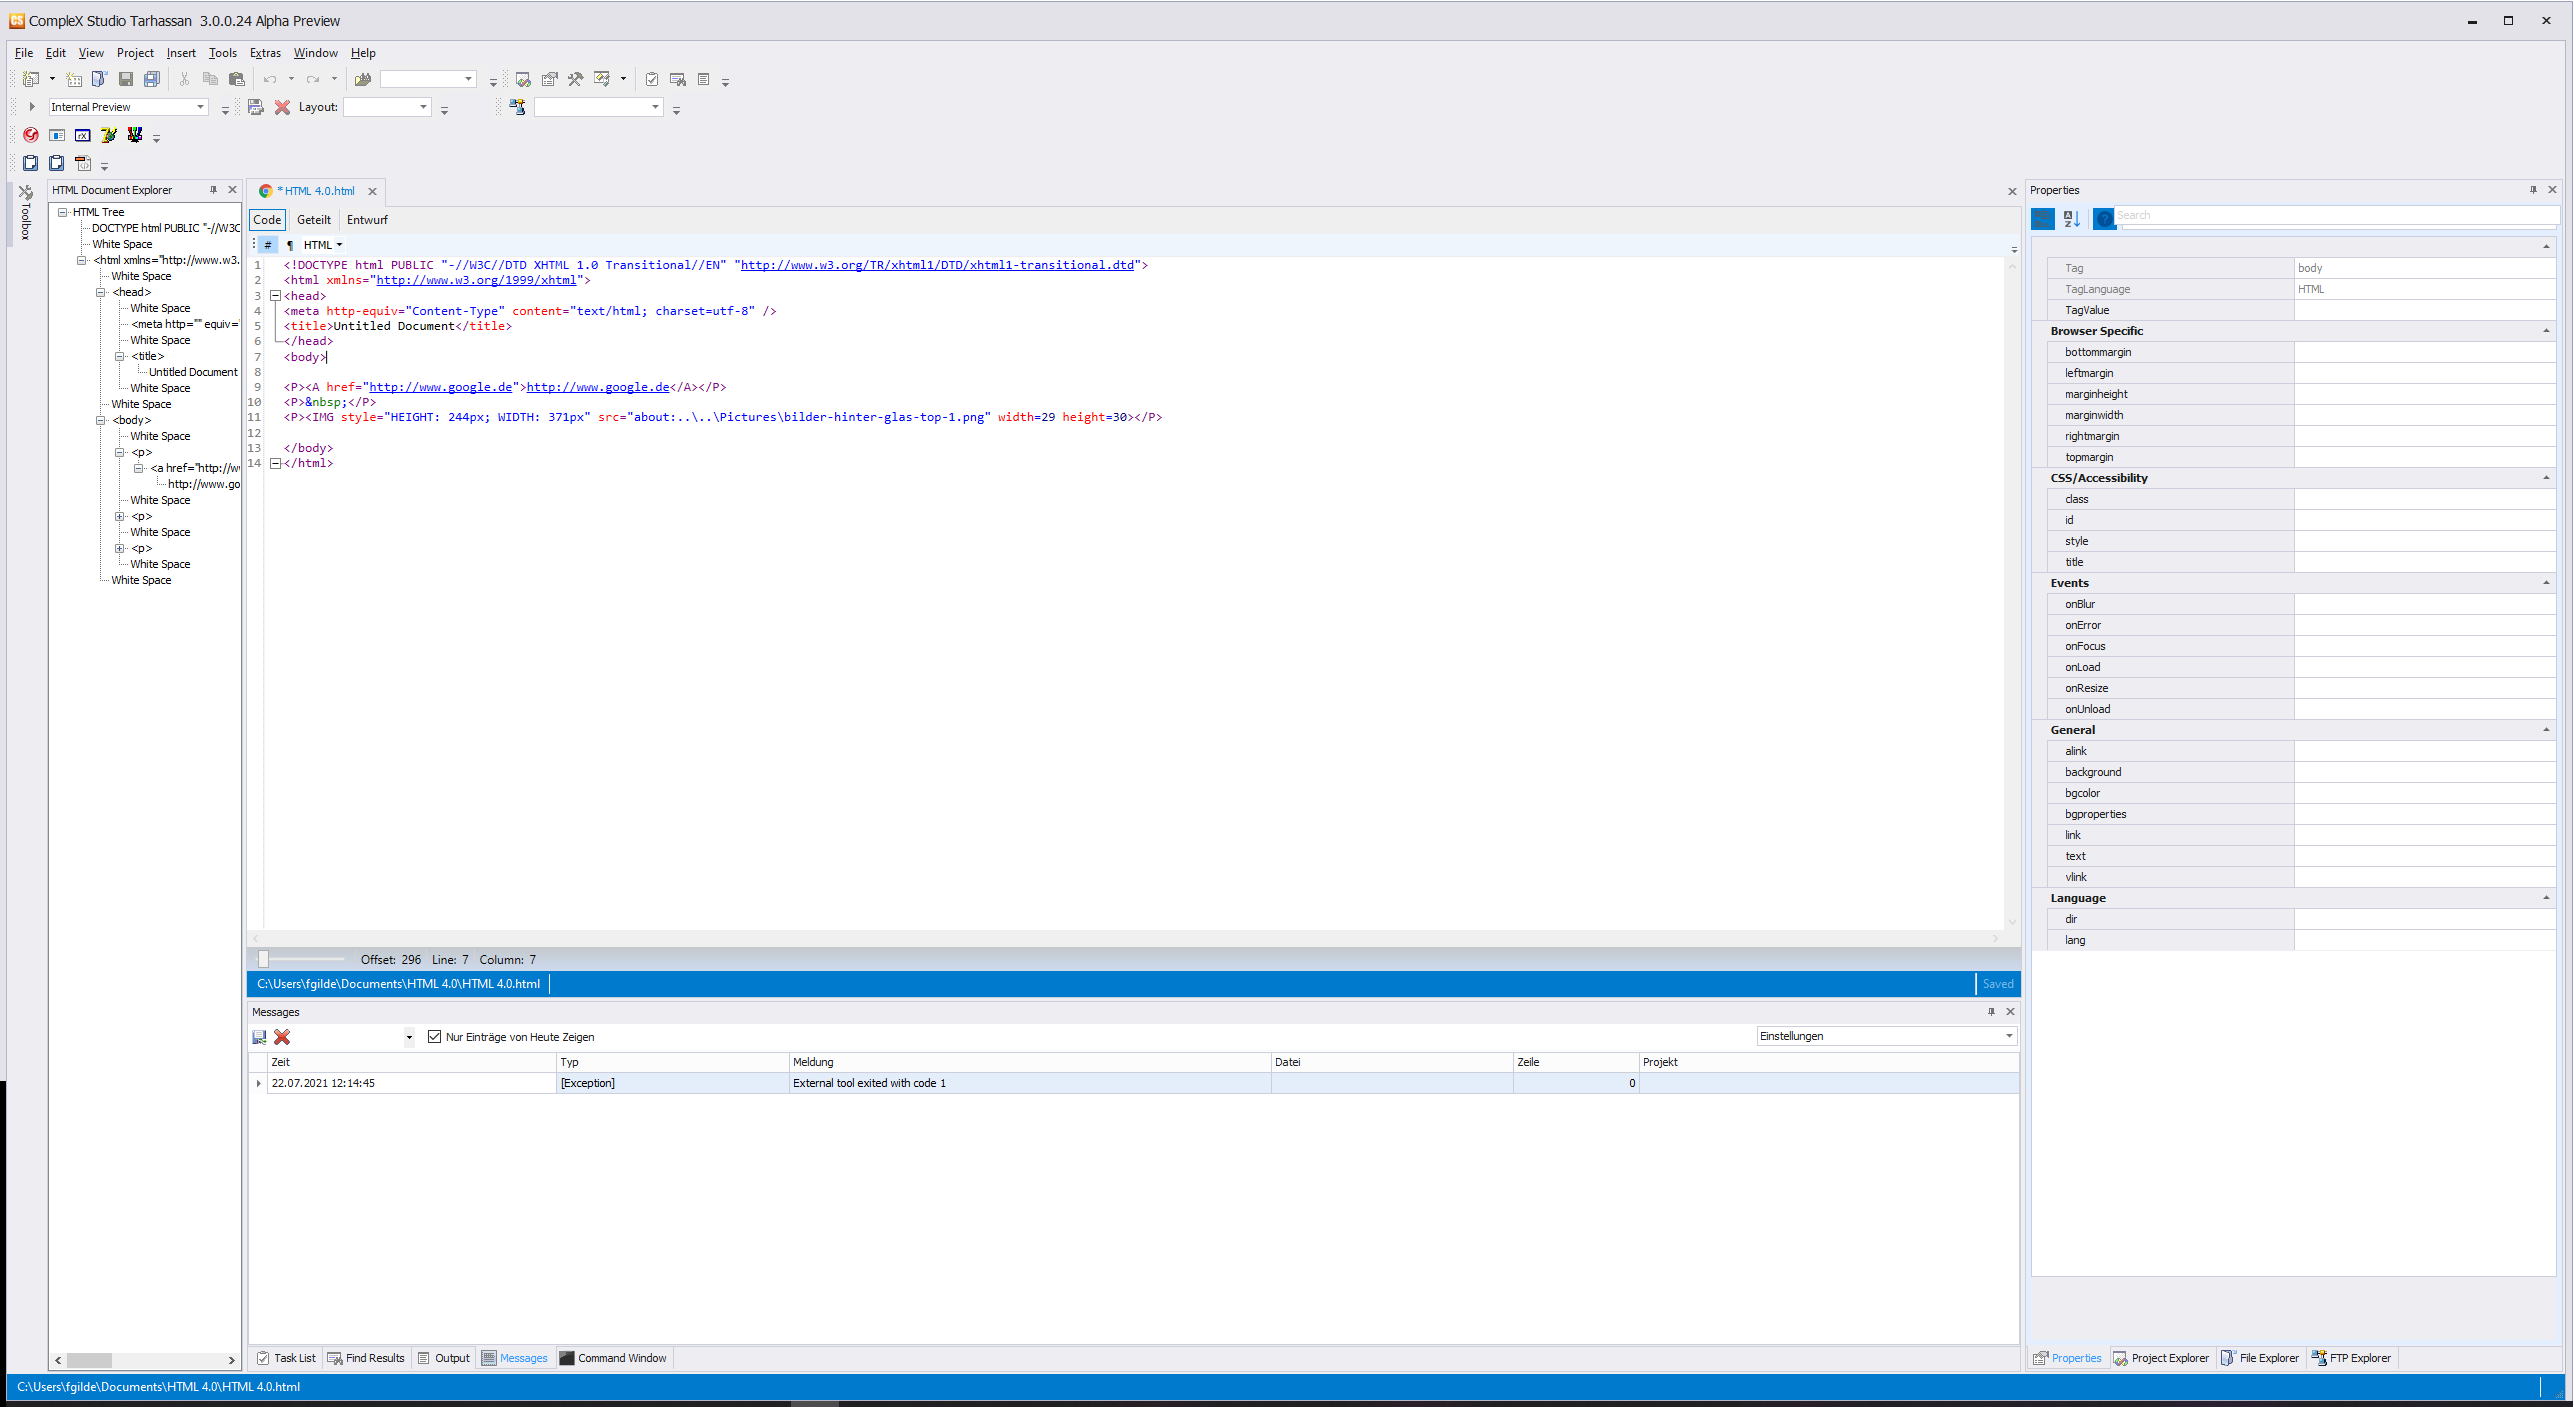 CompleX Studio Tarhassan 3.0.0.24 Alpha Preview
File Edit View Project Insert Tools Extras Window Help
Internal Preview Layout:
Toolbox
HTML Document Explorer
HTML Tree
DOCTYPE html PUBLIC "-//W3C
White Space
<html xmlns="http://www.w3.
White Space
<head>
White Space
<meta http="" equiv="
White Space
<title>
Untitled Document
White Space
White Space
<body>
White Space
<p>
<a href="http://w
http://www.go
White Space
<p>
White Space
<p>
White Space
White Space
* HTML 4.0.html
Code Geteilt Entwurf
# ¶ HTML
1 <!DOCTYPE html PUBLIC "-//W3C//DTD XHTML 1.0 Transitional//EN" "http://www.w3.org/TR/xhtml1/DTD/xhtml1-transitional.dtd">
2 <html xmlns="http://www.w3.org/1999/xhtml">
3 <head>
4 <meta http-equiv="Content-Type" content="text/html; charset=utf-8" />
5 <title>Untitled Document</title>
6 </head>
7 <body>
8
9 <P><A href="http://www.google.de">http://www.google.de</A></P>
10 <P>&nbsp;</P>
11 <P><IMG style="HEIGHT: 244px; WIDTH: 371px" src="about:..\..\Pictures\bilder-hinter-glas-top-1.png" width=29 height=30></P>
12
13 </body>
14 </html>
Offset: 296 Line: 7 Column: 7
C:\Users\fgilde\Documents\HTML 4.0\HTML 4.0.html Saved
Messages
Nur Einträge von Heute Zeigen Einstellungen
Zeit Typ Meldung Datei Zeile Projekt
22.07.2021 12:14:45 [Exception] External tool exited with code 1 0
Task List Find Results Output Messages Command Window
Properties
Search
Tag body
TagLanguage HTML
TagValue
Browser Specific
bottommargin
leftmargin
marginheight
marginwidth
rightmargin
topmargin
CSS/Accessibility
class
id
style
title
Events
onBlur
onError
onFocus
onLoad
onResize
onUnload
General
alink
background
bgcolor
bgproperties
link
text
vlink
Language
dir
lang
Properties Project Explorer File Explorer FTP Explorer
C:\Users\fgilde\Documents\HTML 4.0\HTML 4.0.html